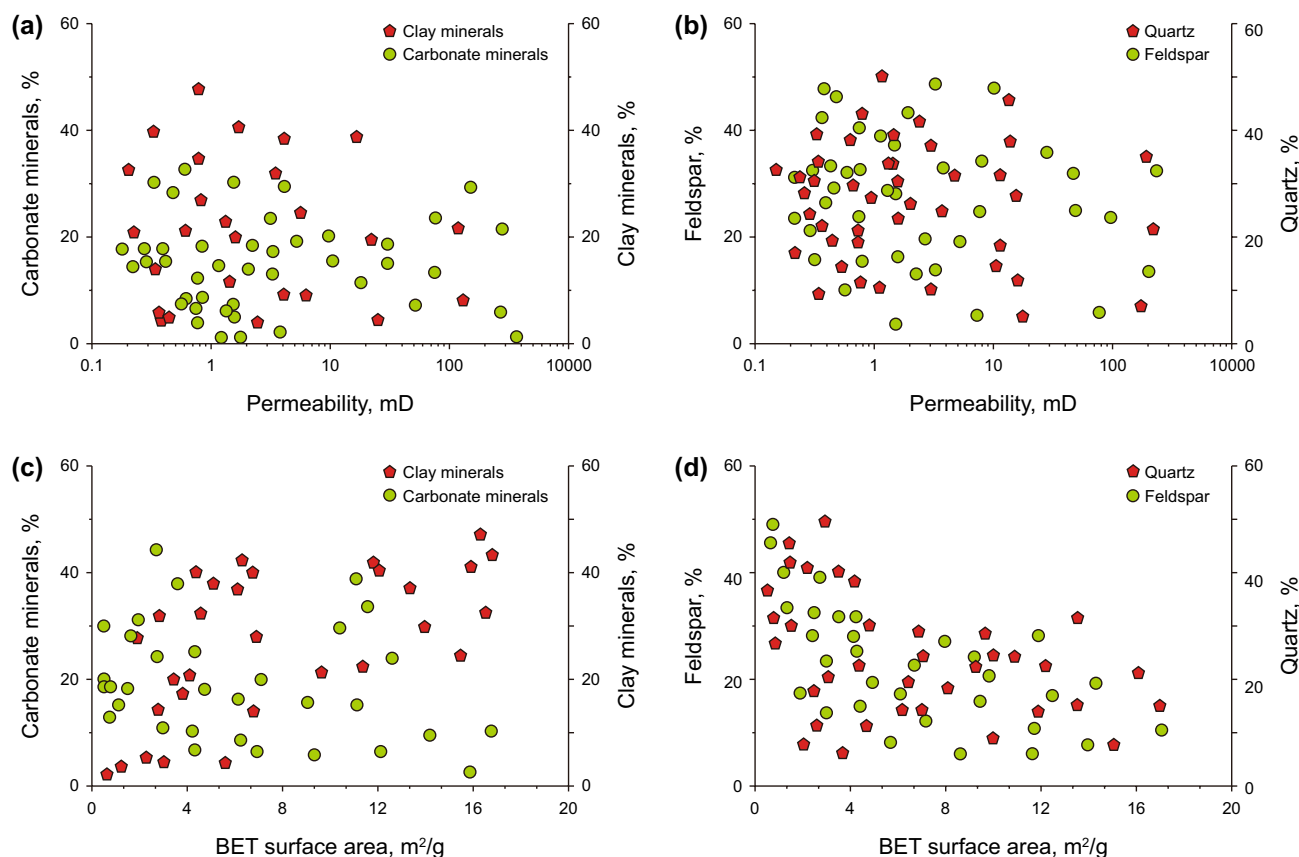 (a)
Clay minerals
Carbonate minerals
60
40
20
0
Carbonate minerals, %
60
40
20
0
Clay minerals, %
0.1
1
10
100
10000
Permeability, mD
(b)
Quartz
Feldspar
60
40
20
0
Feldspar, %
60
40
20
0
Quartz, %
0.1
1
10
100
10000
Permeability, mD
(c)
Clay minerals
Carbonate minerals
60
40
20
0
Carbonate minerals, %
60
40
20
0
Clay minerals, %
0
4
8
12
16
20
BET surface area, m²/g
(d)
Quartz
Feldspar
60
40
20
0
Feldspar, %
60
40
20
0
Quartz, %
0
4
8
12
16
20
BET surface area, m²/g